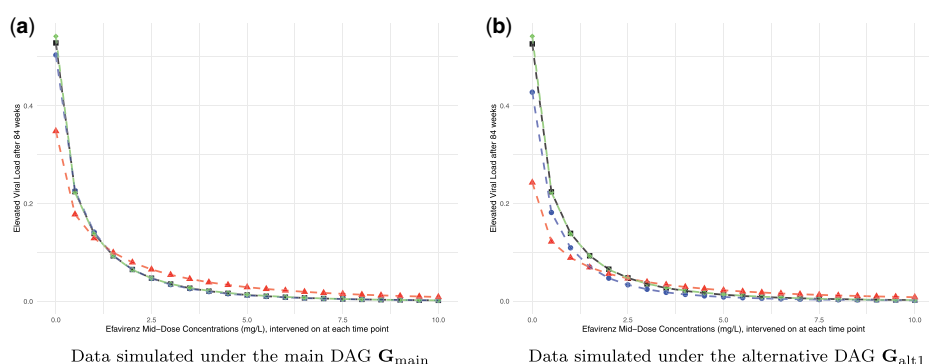 (a)
Elevated Viral Load after 84 weeks
0.4
0.2
0.0
0.0 2.5 5.0 7.5 10.0
Efavirenz Mid−Dose Concentrations (mg/L), intervened on at each time point
Data simulated under the main DAG G_main
(b)
Elevated Viral Load after 84 weeks
0.4
0.2
0.0
0.0 2.5 5.0 7.5 10.0
Efavirenz Mid−Dose Concentrations (mg/L), intervened on at each time point
Data simulated under the alternative DAG G_alt1